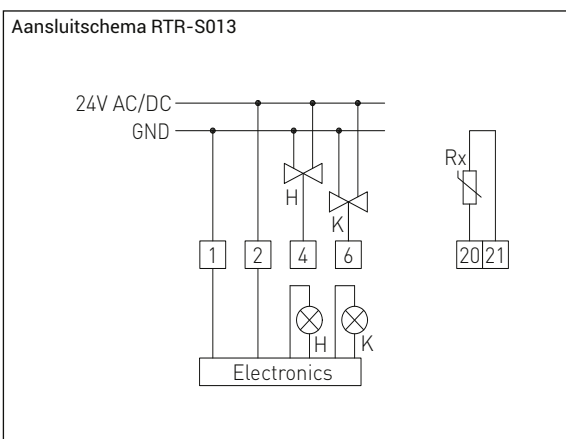 Aansluitschema RTR-S013
24V AC/DC
GND
Rx
H
K
1 2 4 6 20 21
H K
Electronics